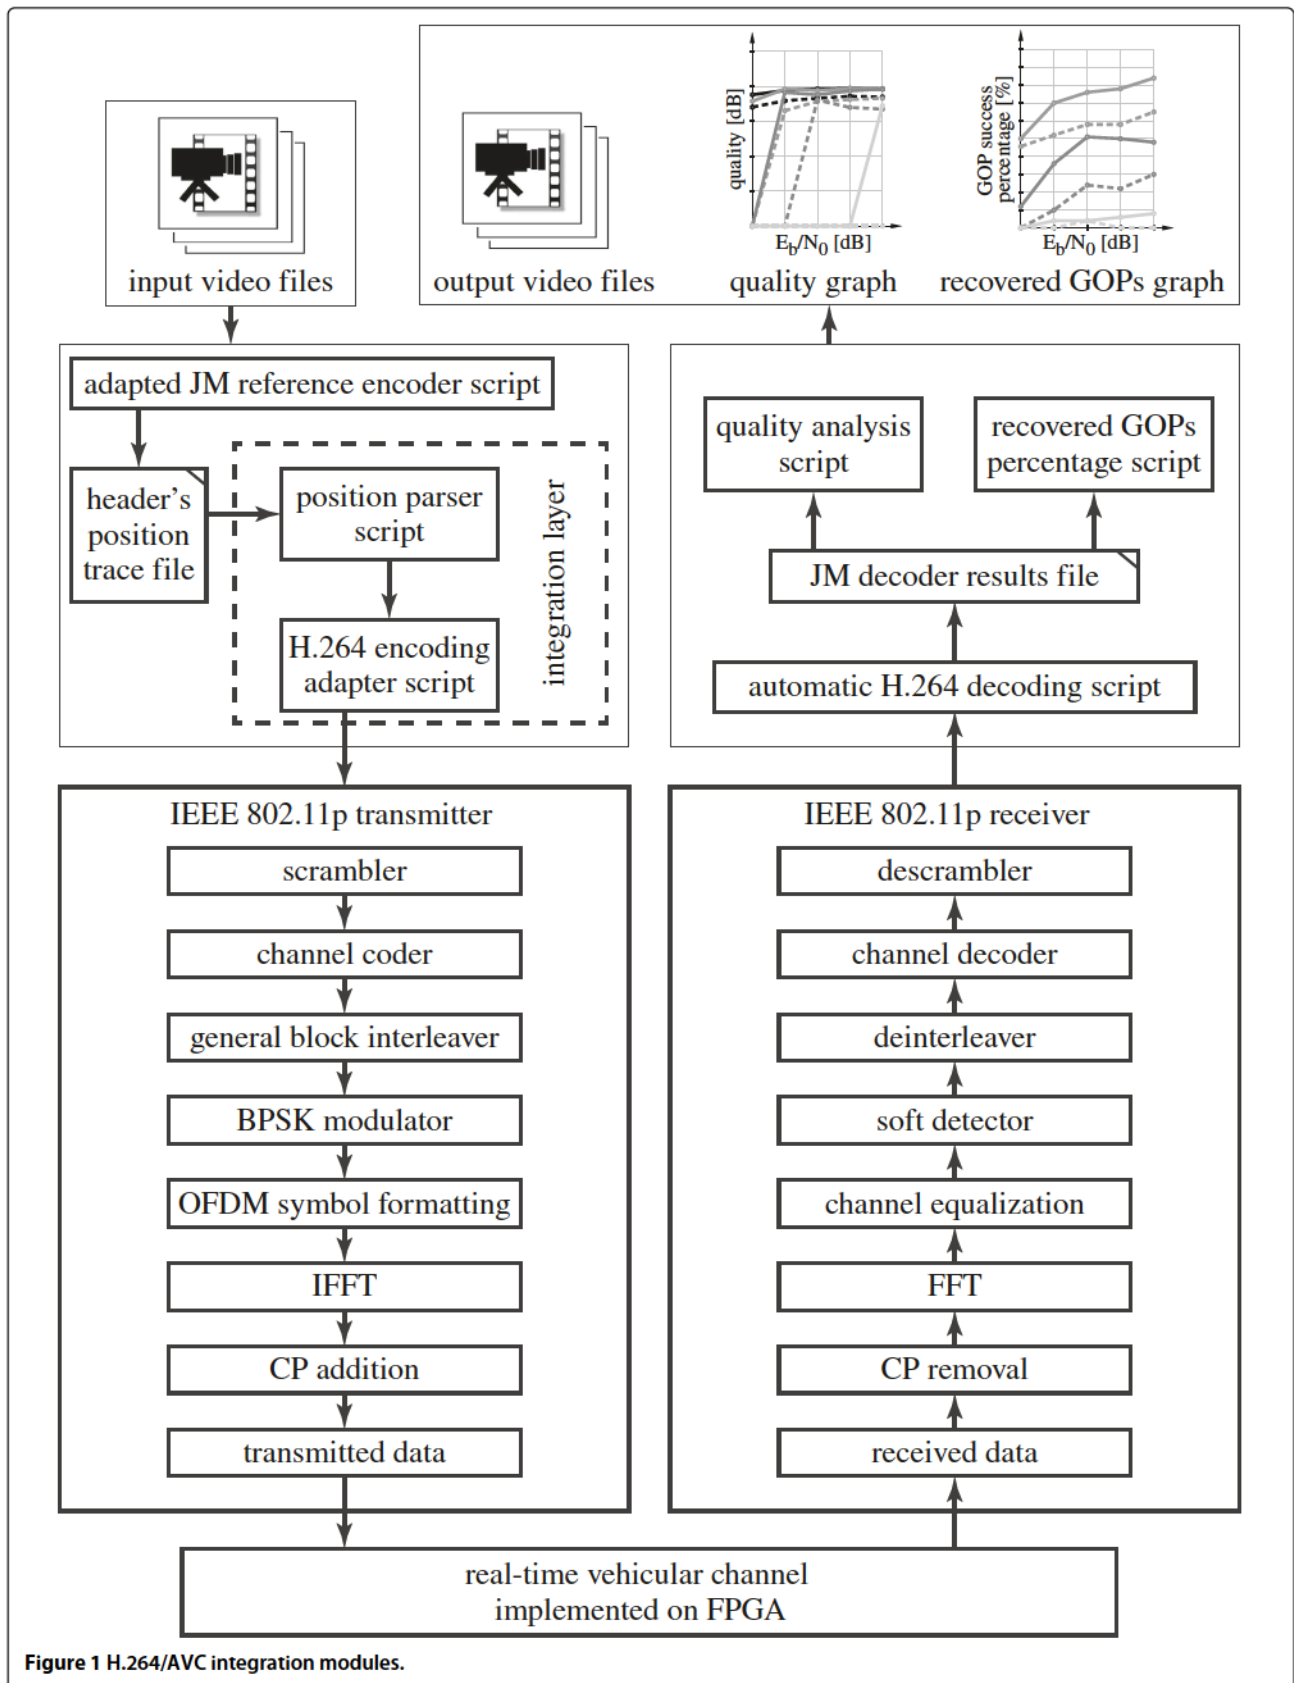 input video files
output video files
quality [dB]
E_b/N_0 [dB]
quality graph
GOP success
percentage [%]
E_b/N_0 [dB]
recovered GOPs graph
adapted JM reference encoder script
header's
position
trace file
position parser
script
H.264 encoding
adapter script
integration layer
quality analysis
script
recovered GOPs
percentage script
JM decoder results file
automatic H.264 decoding script
IEEE 802.11p transmitter
scrambler
channel coder
general block interleaver
BPSK modulator
OFDM symbol formatting
IFFT
CP addition
transmitted data
IEEE 802.11p receiver
descrambler
channel decoder
deinterleaver
soft detector
channel equalization
FFT
CP removal
received data
real-time vehicular channel
implemented on FPGA
Figure 1 H.264/AVC integration modules.